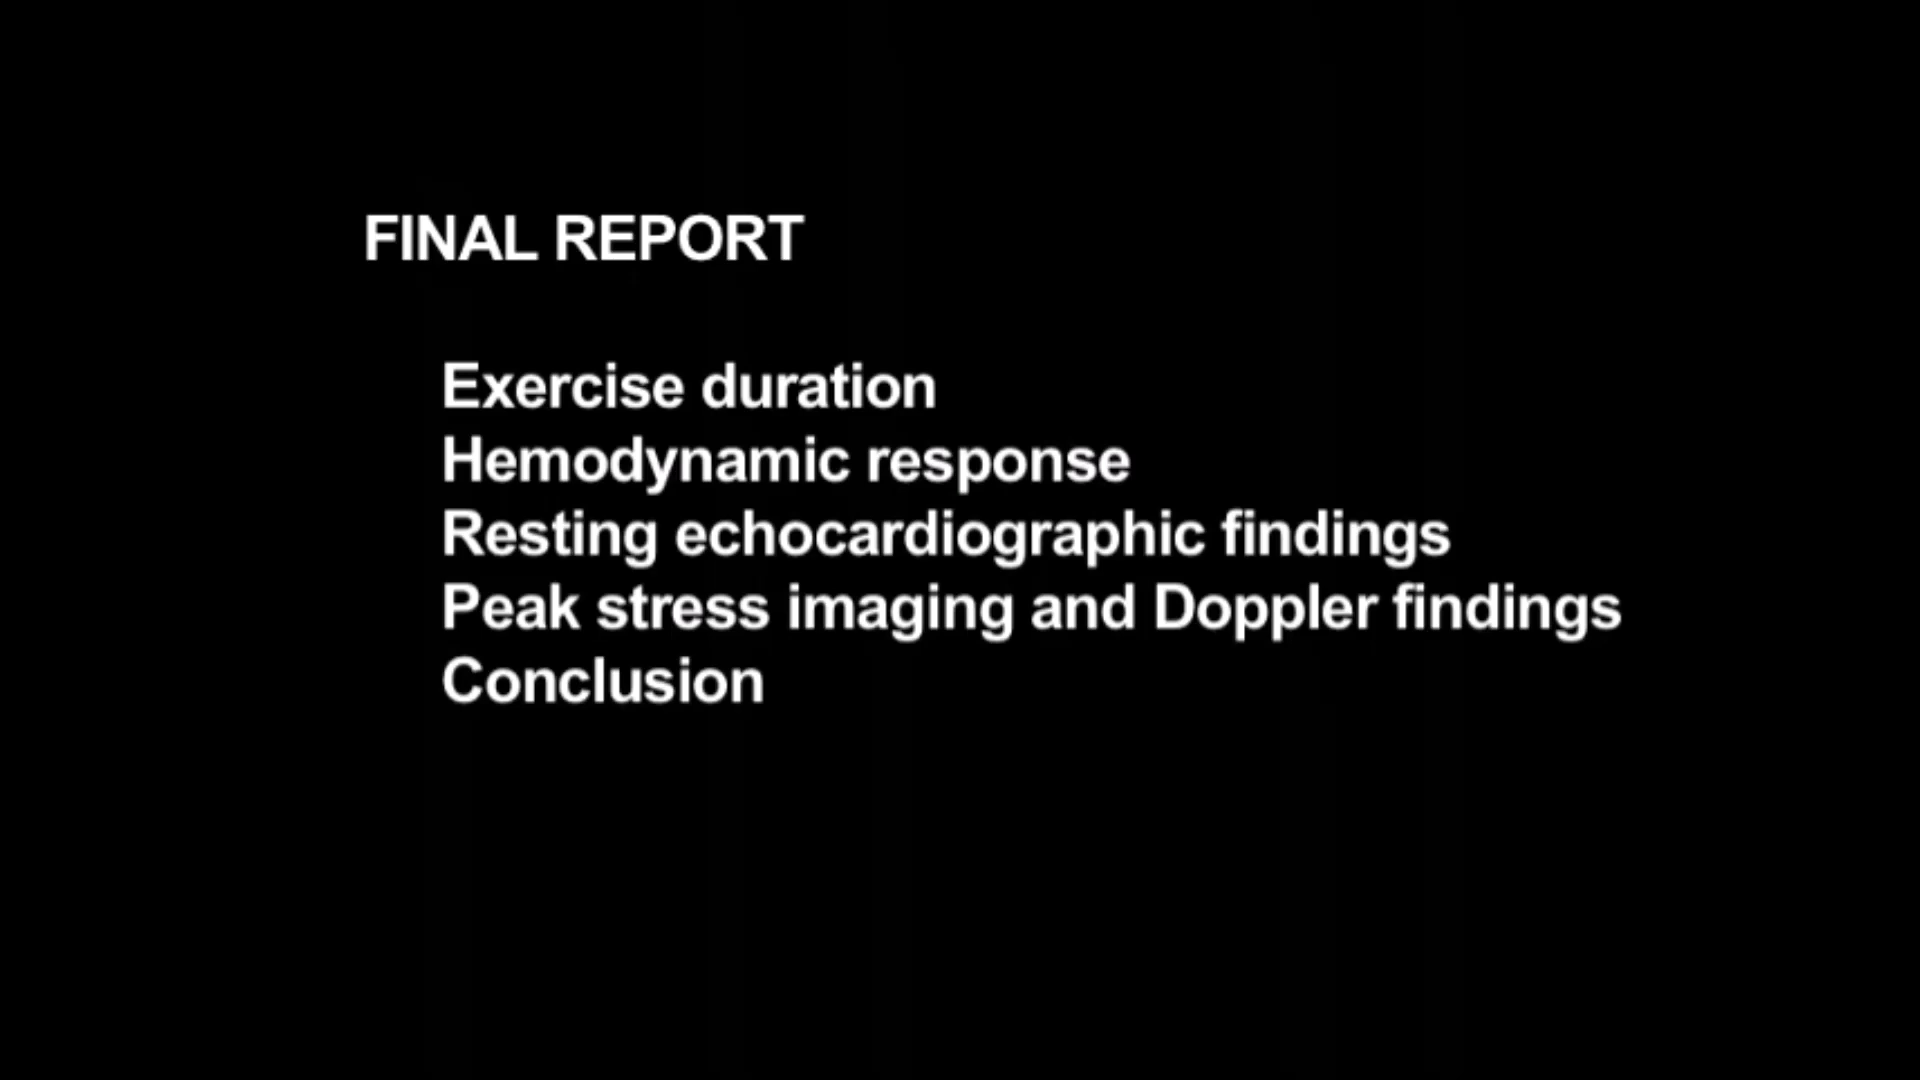 FINAL REPORT
Exercise duration
Hemodynamic response
Resting echocardiographic findings
Peak stress imaging and Doppler findings
Conclusion